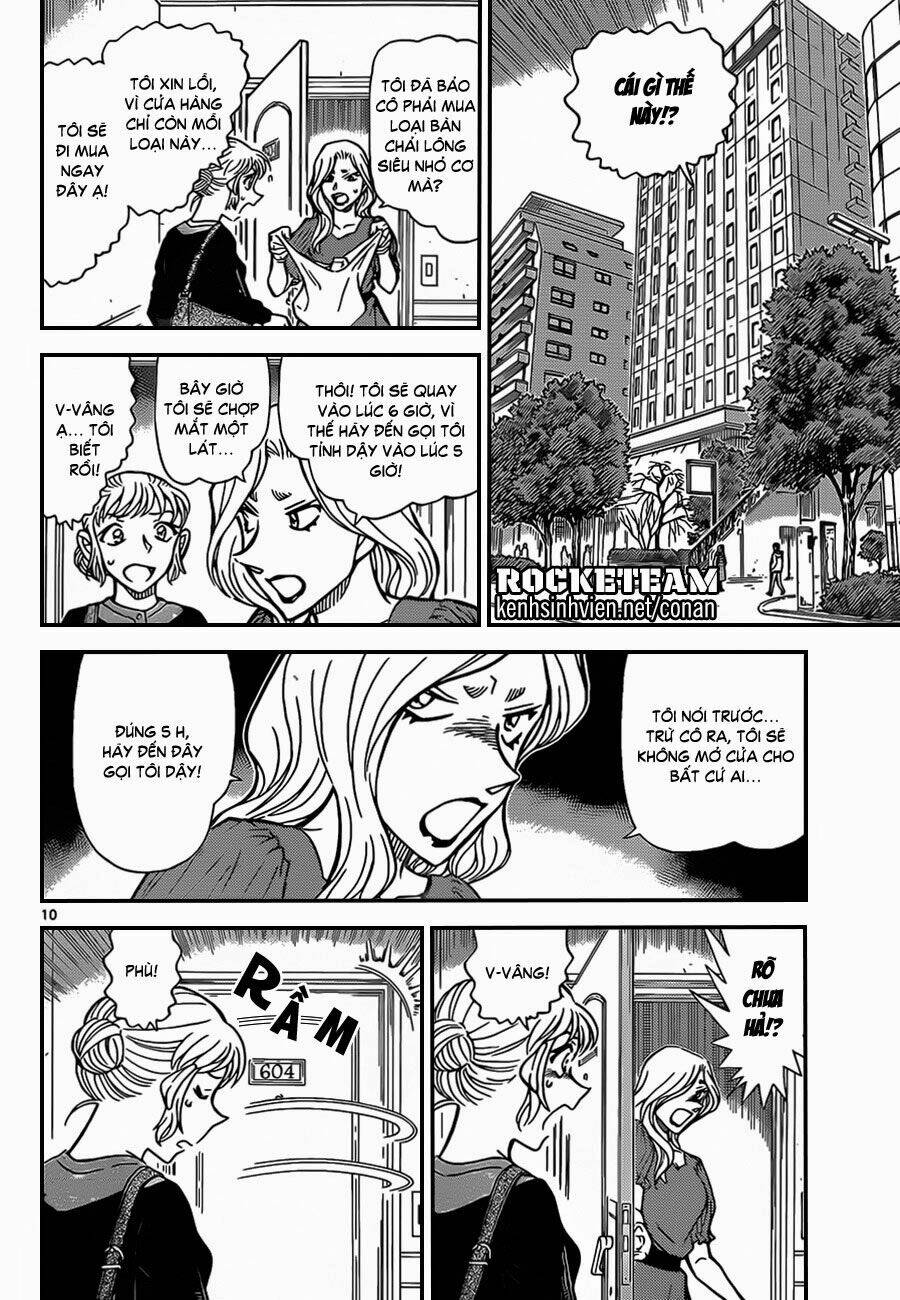 CÁI GÌ THẾ
NÀY!?
TÔI ĐÃ BẢO
CÔ PHẢI MUA
LOẠI BÀN
CHẢI LÔNG
SIÊU NHỎ CƠ
MÀ?
TÔI XIN LỒI,
VÌ CỬA HÀNG
CHỈ CÒN MỒI
LOẠI NÀY...
TÔI SẼ
ĐI MUA
NGAY
ĐÂY Ạ!
ROCKETEAM
kenhsinhvien.net/conan
THÔI! TÔI SẼ QUAY
VÀO LÚC 6 GIỜ, VÌ
THẾ HÃY ĐẾN GỌI TÔI
TỈNH DẬY VÀO LÚC 5
GIỜ!
BÂY GIỜ
TÔI SẼ CHỢP
MẮT MỘT
LÁT...
V-VÂNG
Ạ... TÔI
BIẾT
RỒI!
TÔI NÓI TRƯỚC...
TRỪ CÔ RA, TÔI SẼ
KHÔNG MỞ CỬA CHO
BẤT CỨ AI...
ĐÚNG 5 H,
HÃY ĐẾN ĐÂY
GỌI TÔI DẬY!
10
RÕ
CHƯA
HẢ!?
V-VÂNG!
RẦM
604
PHÙ!